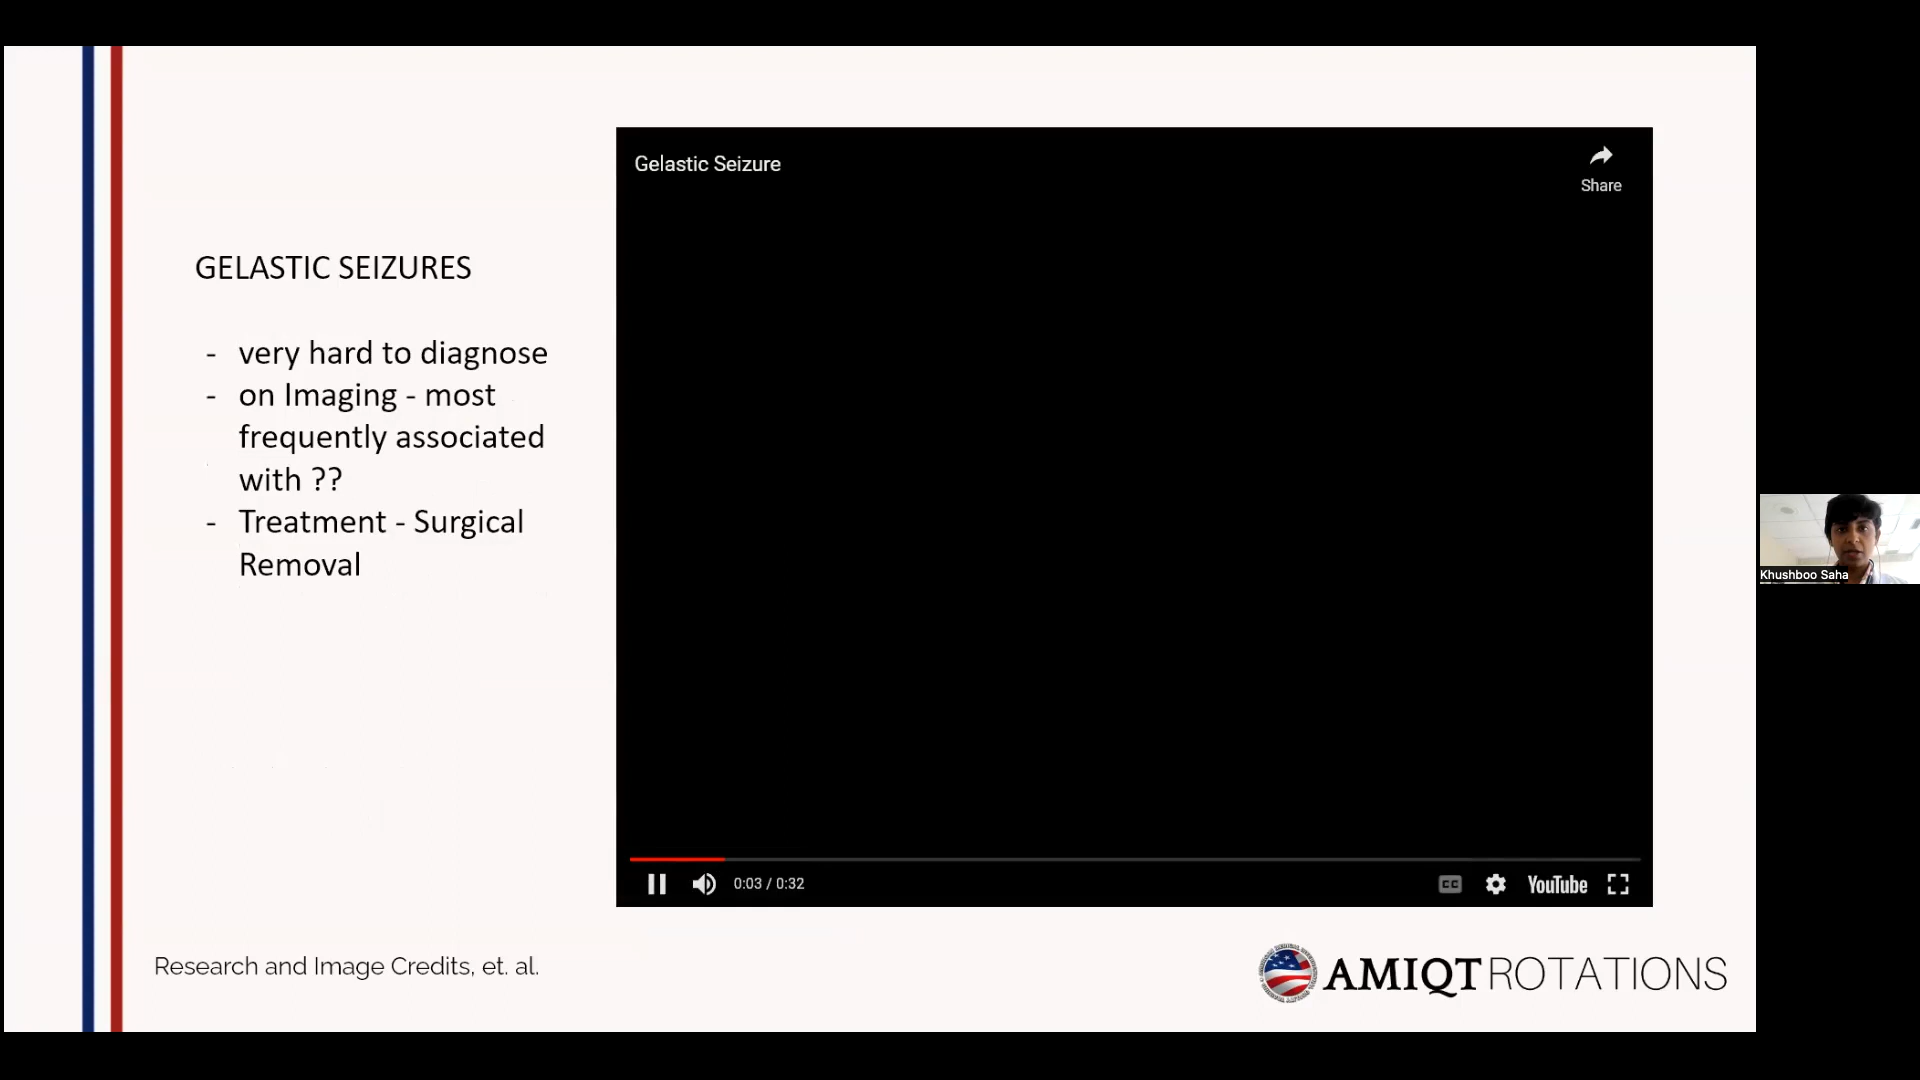 GELASTIC SEIZURES
- very hard to diagnose
- on Imaging - most
frequently associated
with ??
- Treatment - Surgical
Removal
Gelastic Seizure
Share
0:03 / 0:32
CC
YouTube
Khushboo Saha
Research and Image Credits, et. al.
AMIQT ROTATIONS